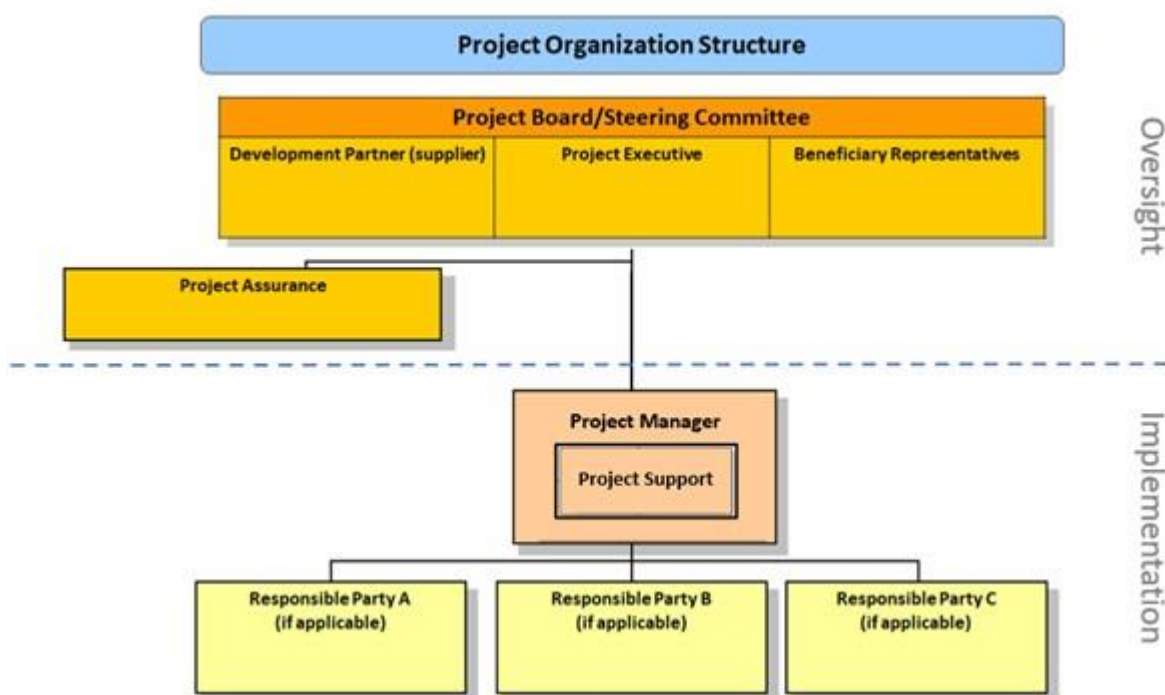 Project Organization Structure
Project Board/Steering Committee
Development Partner (supplier)
Project Executive
Beneficiary Representatives
Oversight
Project Assurance
Project Manager
Project Support
Implementation
Responsible Party A
(if applicable)
Responsible Party B
(if applicable)
Responsible Party C
(if applicable)